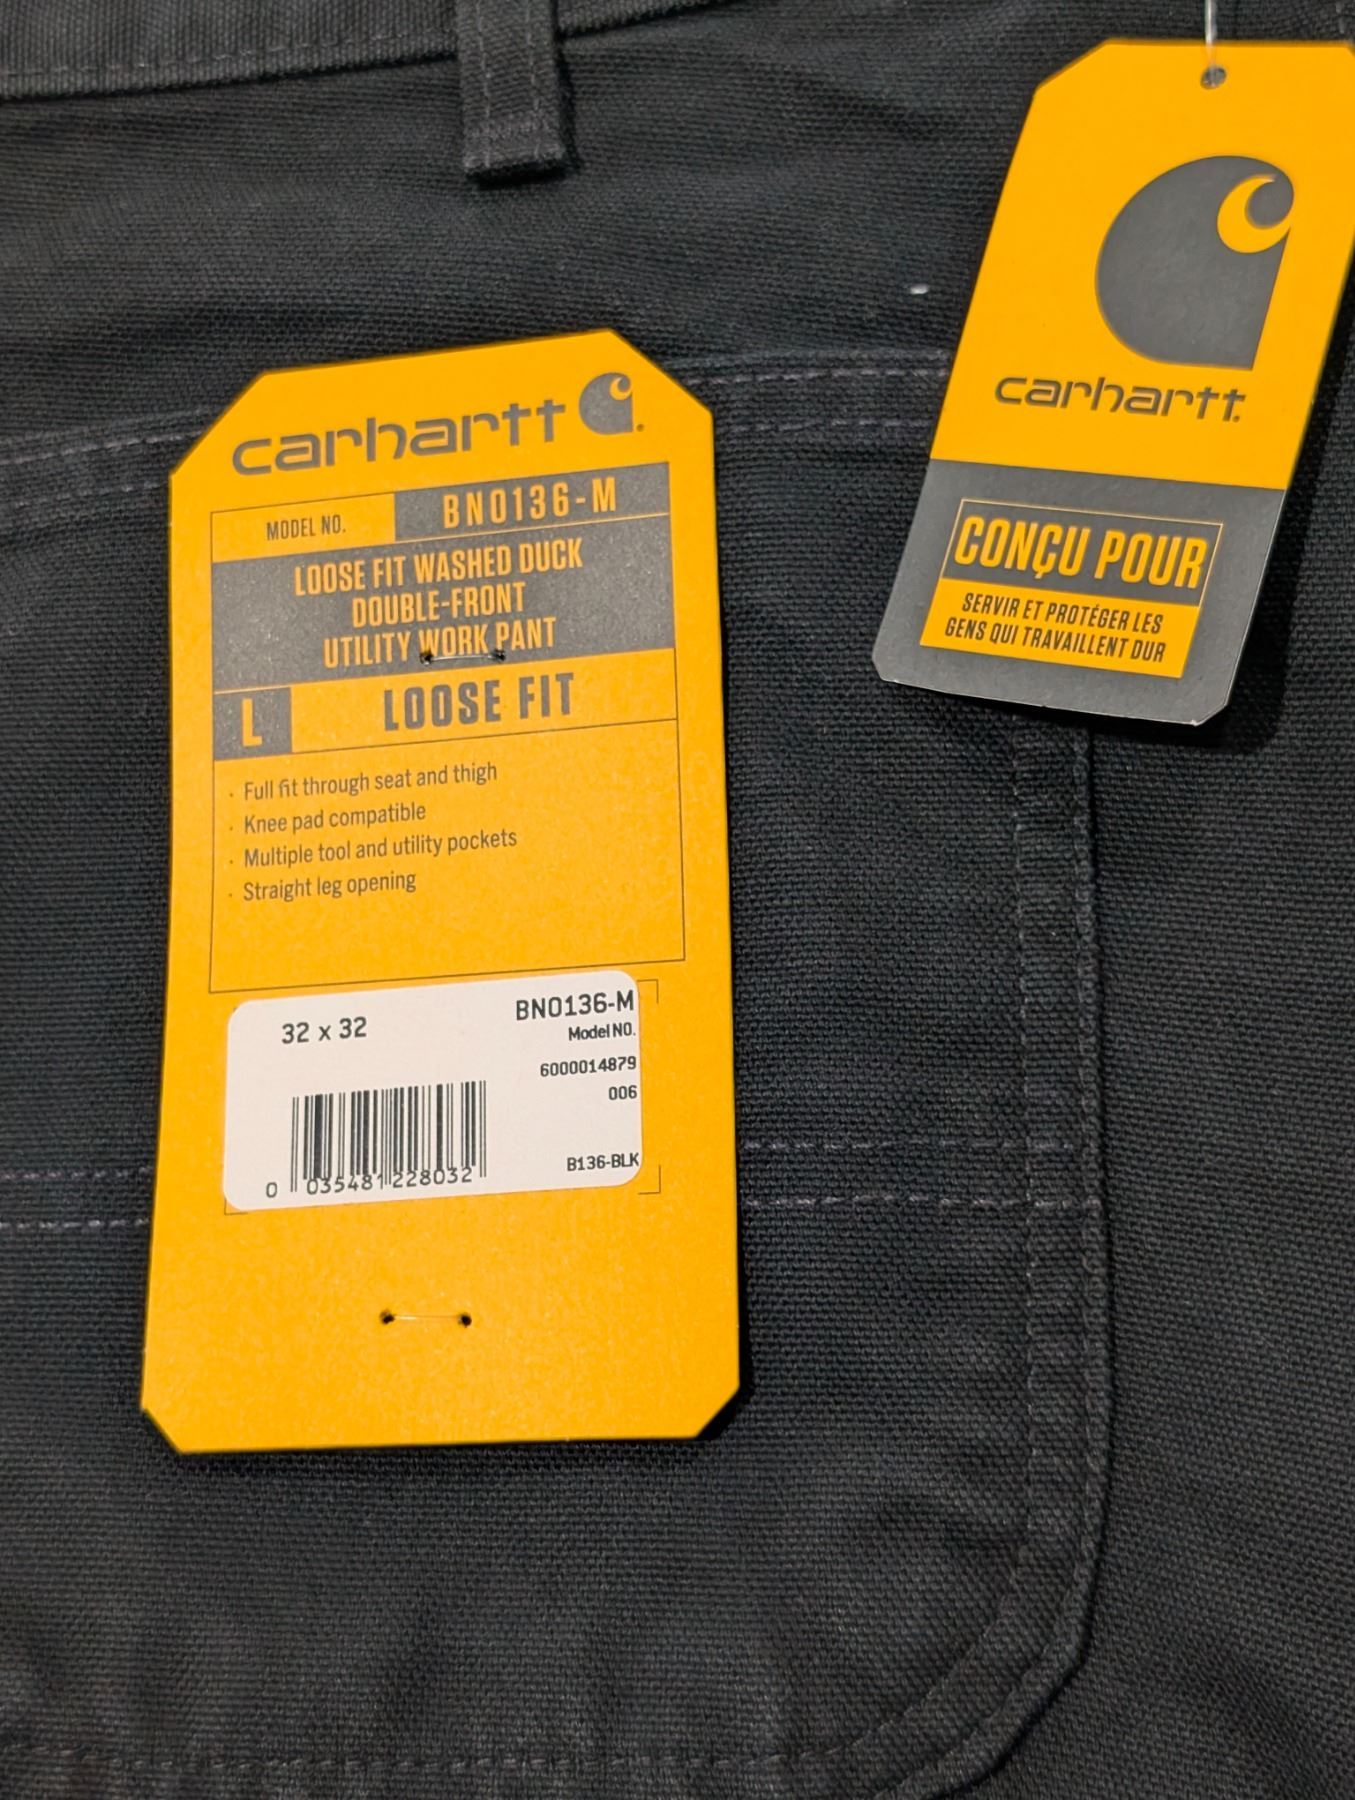 carhartt
MODEL NO. BN0136-M
LOOSE FIT WASHED DUCK
DOUBLE-FRONT
UTILITY WORK PANT
L LOOSE FIT
· Full fit through seat and thigh
· Knee pad compatible
· Multiple tool and utility pockets
· Straight leg opening
32 x 32
BN0136-M
Model NO.
6000014879
006
B136-BLK
0 035481228032
carhartt.
CONÇU POUR
SERVIR ET PROTÉGER LES
GENS QUI TRAVAILLENT DUR